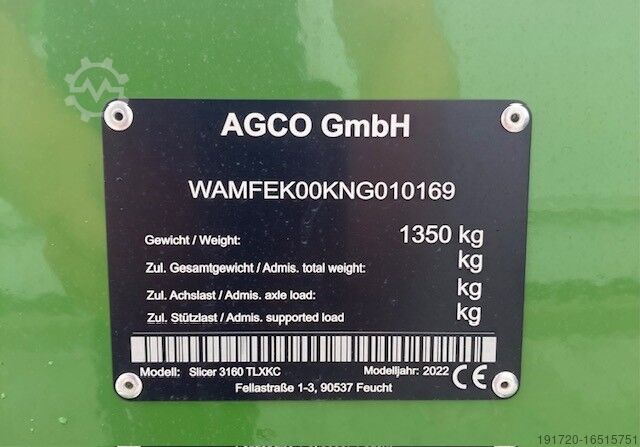 AGCO GmbH
WAMFEK00KNG010169
Gewicht / Weight: 1350 kg
Zul. Gesamtgewicht / Admis. total weight: kg
Zul. Achslast / Admis. axle load: kg
Zul. Stützlast / Admis. supported load kg
Modell: Slicer 3160 TLXKC Modelljahr: 2022 CE
Fellastraße 1-3, 90537 Feucht
191720-16515751